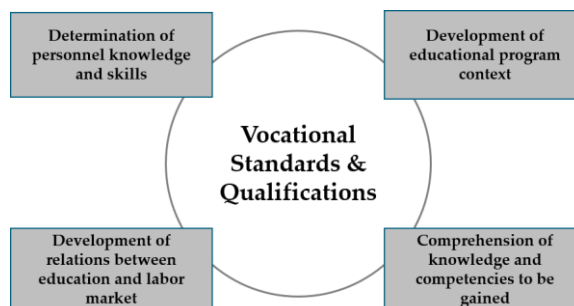 Determination of
personnel knowledge
and skills
Development of
educational program
context
Vocational
Standards &
Qualifications
Development of
relations between
education and labor
market
Comprehension of
knowledge and
competencies to be
gained